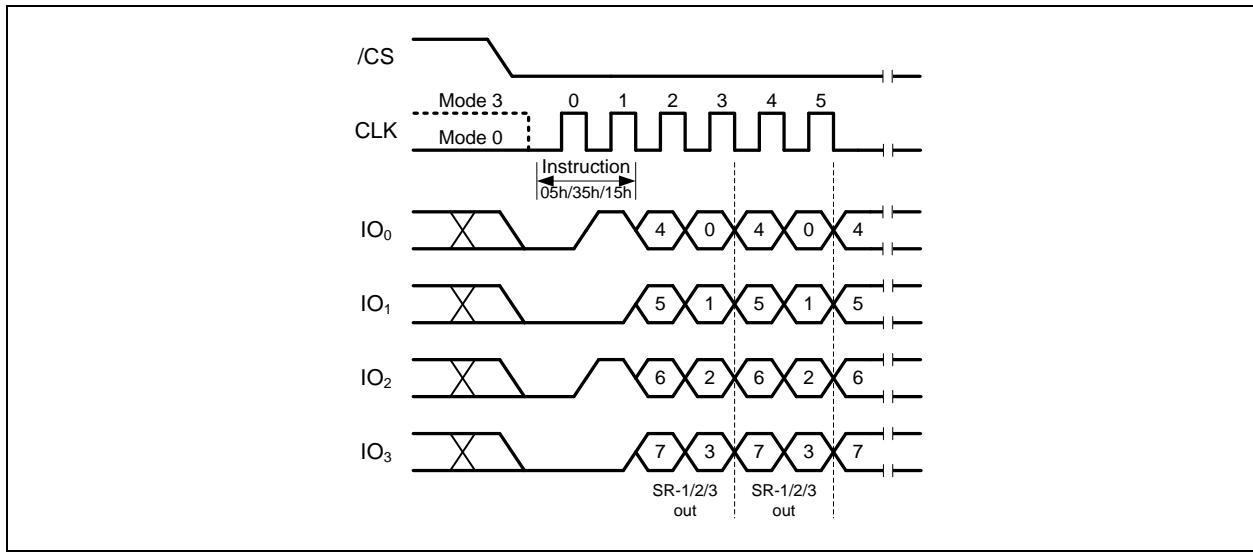 /CS
Mode 3 0 1 2 3 4 5
CLK
Mode 0
Instruction
05h/35h/15h
IO₀ 4 0 4 0 4
IO₁ 5 1 5 1 5
IO₂ 6 2 6 2 6
IO₃ 7 3 7 3 7
SR-1/2/3 SR-1/2/3
out out